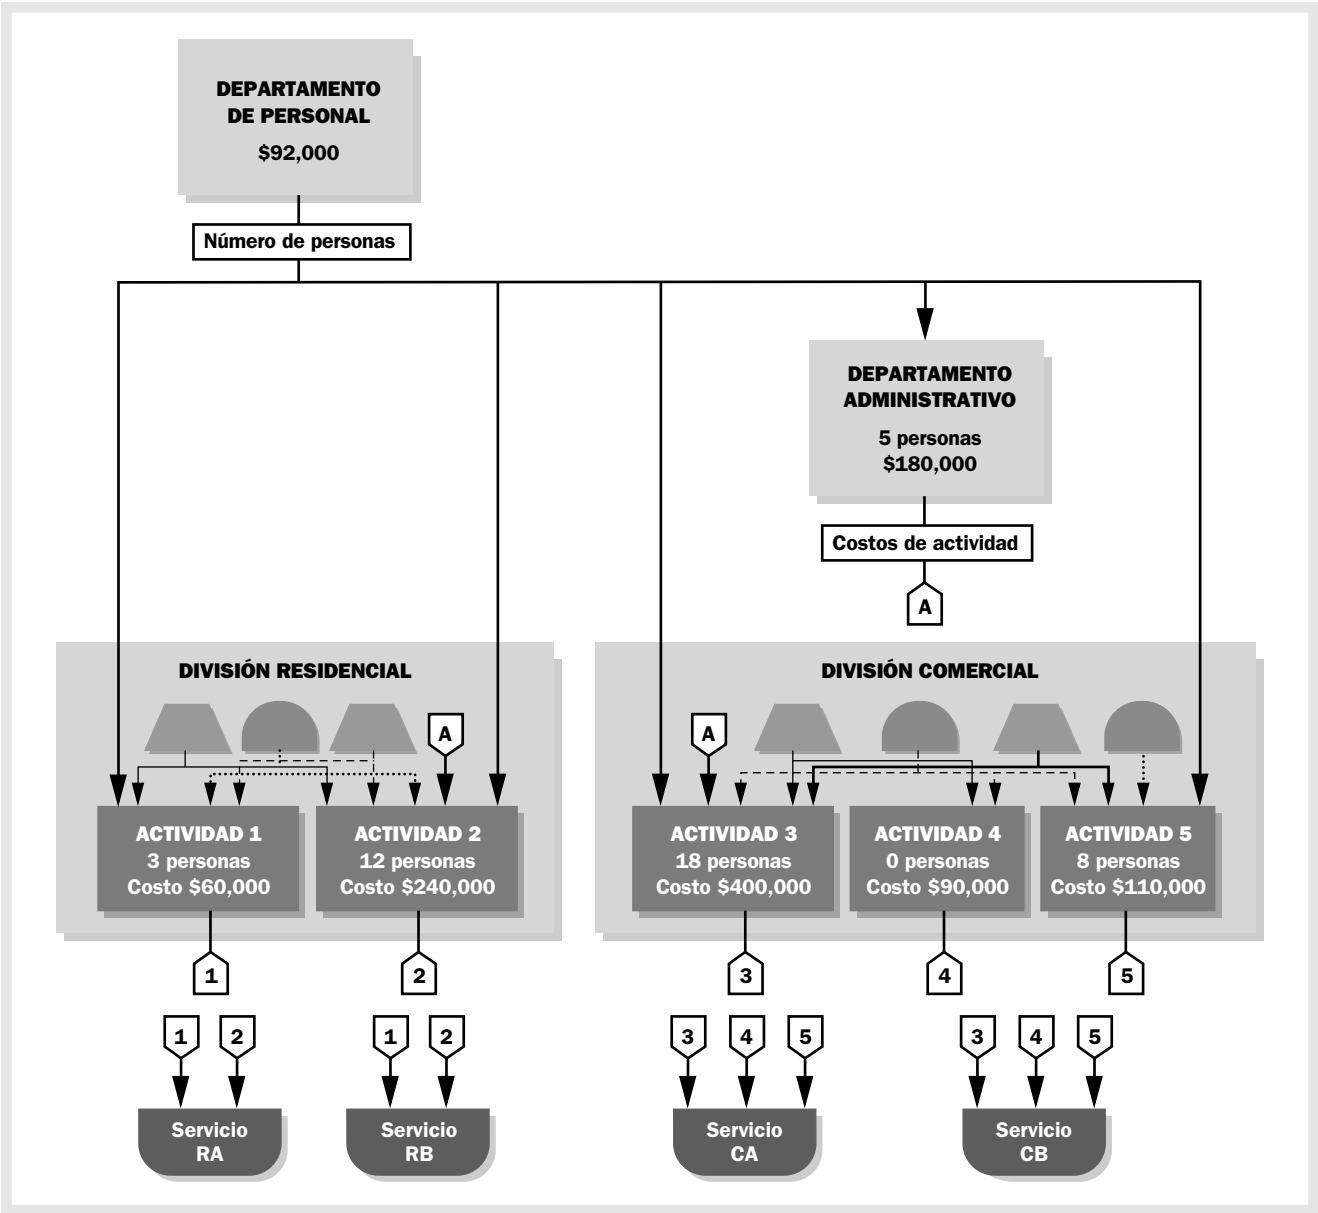 DEPARTAMENTO
DE PERSONAL
$92,000
Número de personas
DEPARTAMENTO
ADMINISTRATIVO
5 personas
$180,000
Costos de actividad
A
DIVISIÓN RESIDENCIAL
A
ACTIVIDAD 1
3 personas
Costo $60,000
ACTIVIDAD 2
12 personas
Costo $240,000
DIVISIÓN COMERCIAL
A
ACTIVIDAD 3
18 personas
Costo $400,000
ACTIVIDAD 4
0 personas
Costo $90,000
ACTIVIDAD 5
8 personas
Costo $110,000
1
2
3
4
5
1 2
Servicio
RA
1 2
Servicio
RB
3 4 5
Servicio
CA
3 4 5
Servicio
CB